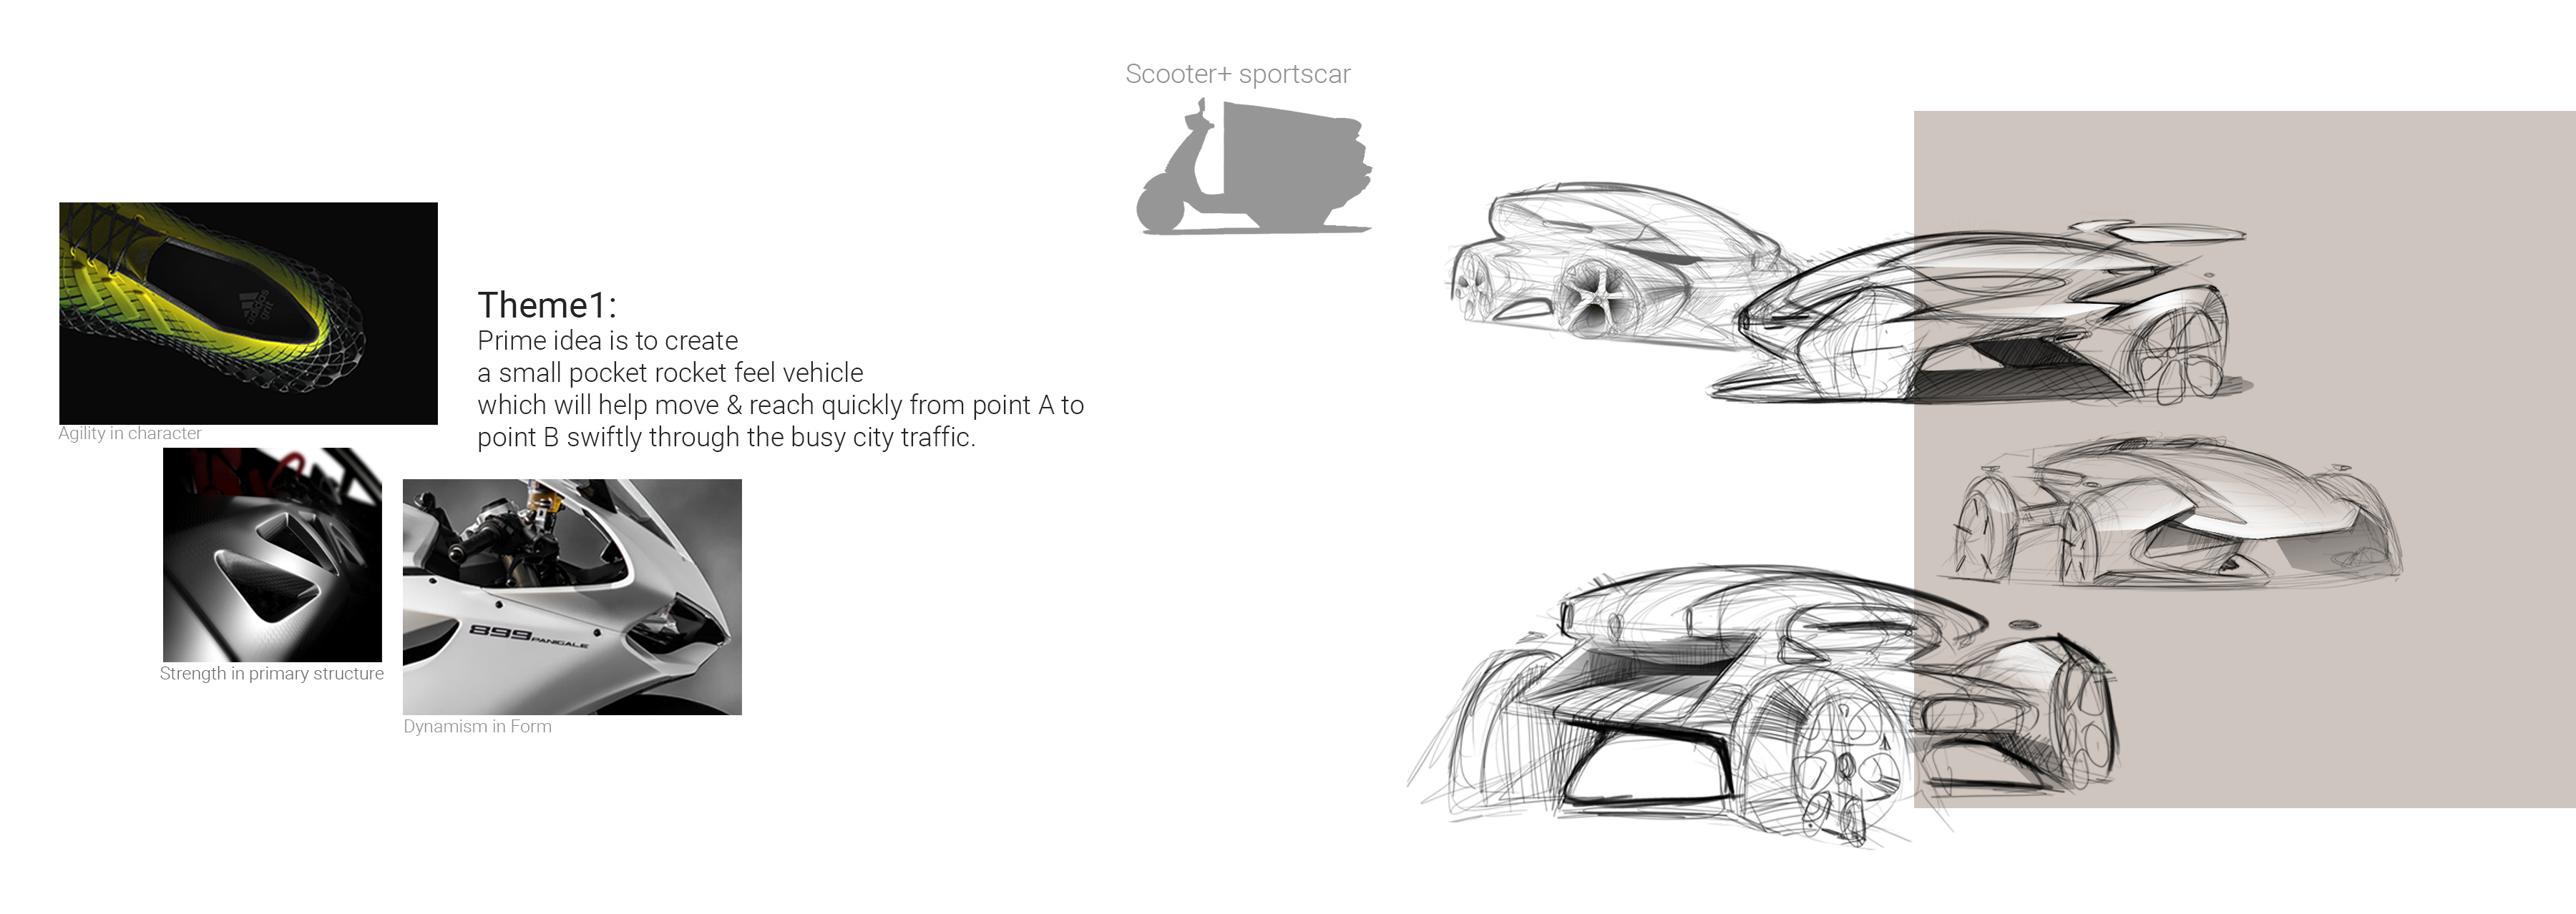 Scooter+ sportscar
adidas
grit
Agility in character
Theme1:
Prime idea is to create
a small pocket rocket feel vehicle
which will help move & reach quickly from point A to
point B swiftly through the busy city traffic.
899 PANIGALE
Strength in primary structure
Dynamism in Form